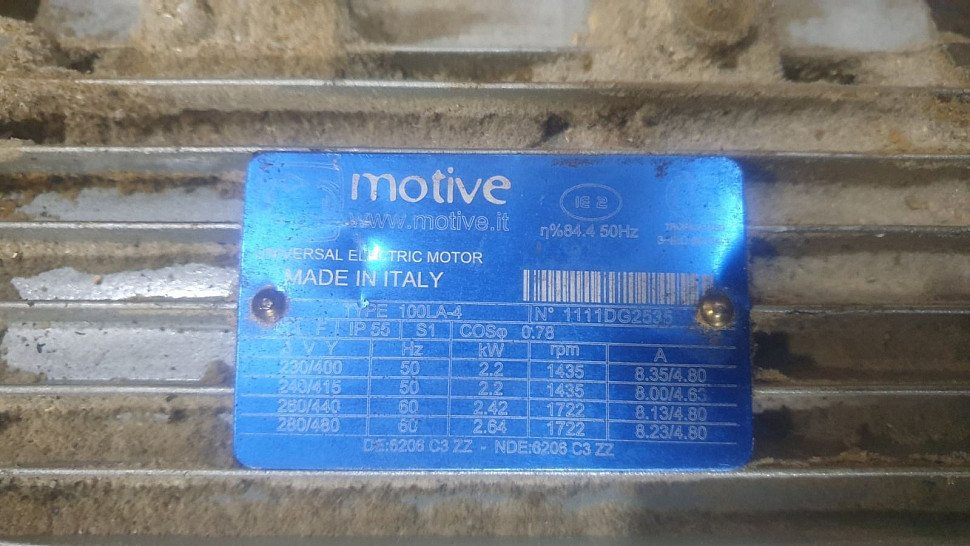 motive
www.motive.it
IE 2
η%84.4 50Hz
UNIVERSAL ELECTRIC MOTOR
MADE IN ITALY
TYPE 100LA-4 N° 1111DG2535
F IP 55 S1 COSφ 0.78
V Y Hz kW rpm A
230/400 50 2.2 1435 8.35/4.80
240/415 50 2.2 1435 8.00/4.63
260/440 60 2.42 1722 8.13/4.80
280/480 60 2.64 1722 8.23/4.80
DE:6206 C3 ZZ - NDE:6206 C3 ZZ